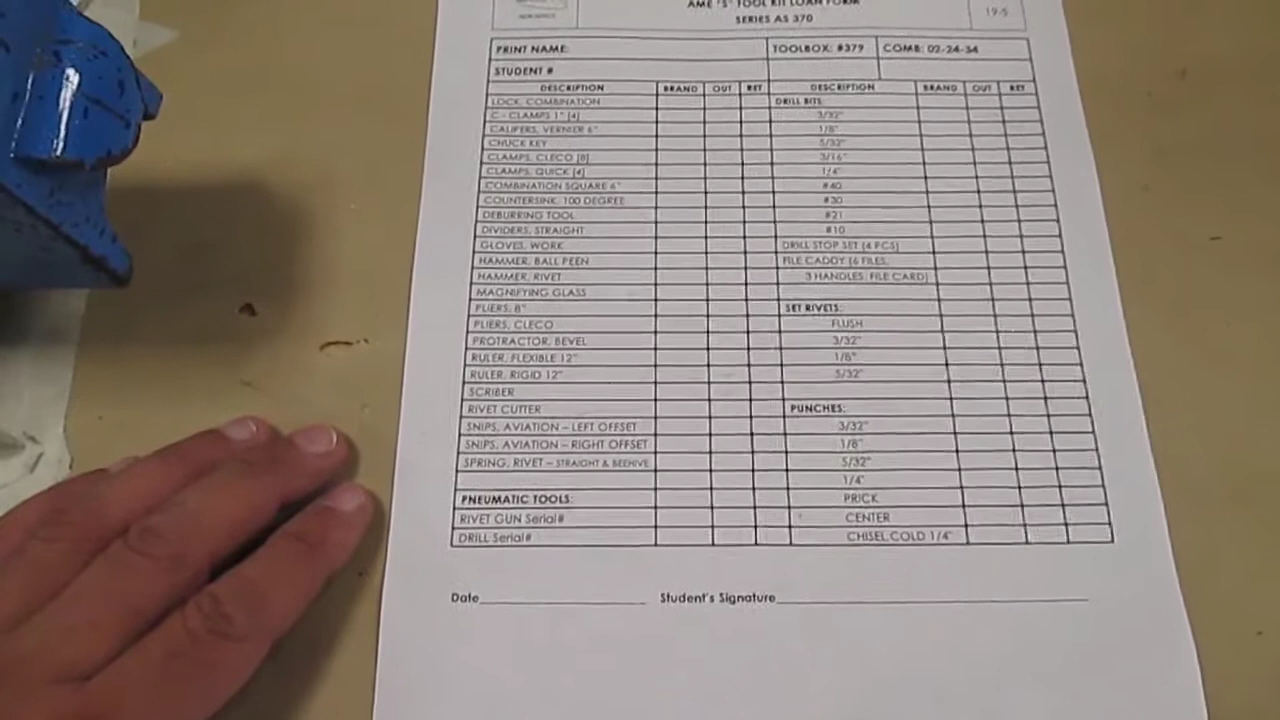 AME "S" TOOL KIT LOAN FORM
SERIES AS 370
19-5
PRINT NAME: TOOLBOX: #379 COMB: 02-24-34
STUDENT #
DESCRIPTION BRAND OUT RET DESCRIPTION BRAND OUT RET
LOCK, COMBINATION DRILL BITS:
C - CLAMPS 1" [4] 3/32"
CALIPERS, VERNIER 6" 1/8"
CHUCK KEY 5/32"
CLAMPS, CLECO [8] 3/16"
CLAMPS, QUICK [4] 1/4"
COMBINATION SQUARE 6" #40
COUNTERSINK, 100 DEGREE #30
DEBURRING TOOL #21
DIVIDERS, STRAIGHT #10
GLOVES, WORK DRILL STOP SET [4 PCS]
HAMMER, BALL PEEN FILE CADDY [6 FILES,
HAMMER, RIVET 3 HANDLES, FILE CARD]
MAGNIFYING GLASS
PLIERS, 8" SET RIVETS:
PLIERS, CLECO FLUSH
PROTRACTOR, BEVEL 3/32"
RULER, FLEXIBLE 12" 1/8"
RULER, RIGID 12" 5/32"
SCRIBER
RIVET CUTTER PUNCHES:
SNIPS, AVIATION – LEFT OFFSET 3/32"
SNIPS, AVIATION – RIGHT OFFSET 1/8"
SPRING, RIVET – STRAIGHT & BEEHIVE 5/32"
1/4"
PNEUMATIC TOOLS: PRICK
RIVET GUN Serial# CENTER
DRILL Serial# CHISEL,COLD 1/4"
Date Student's Signature